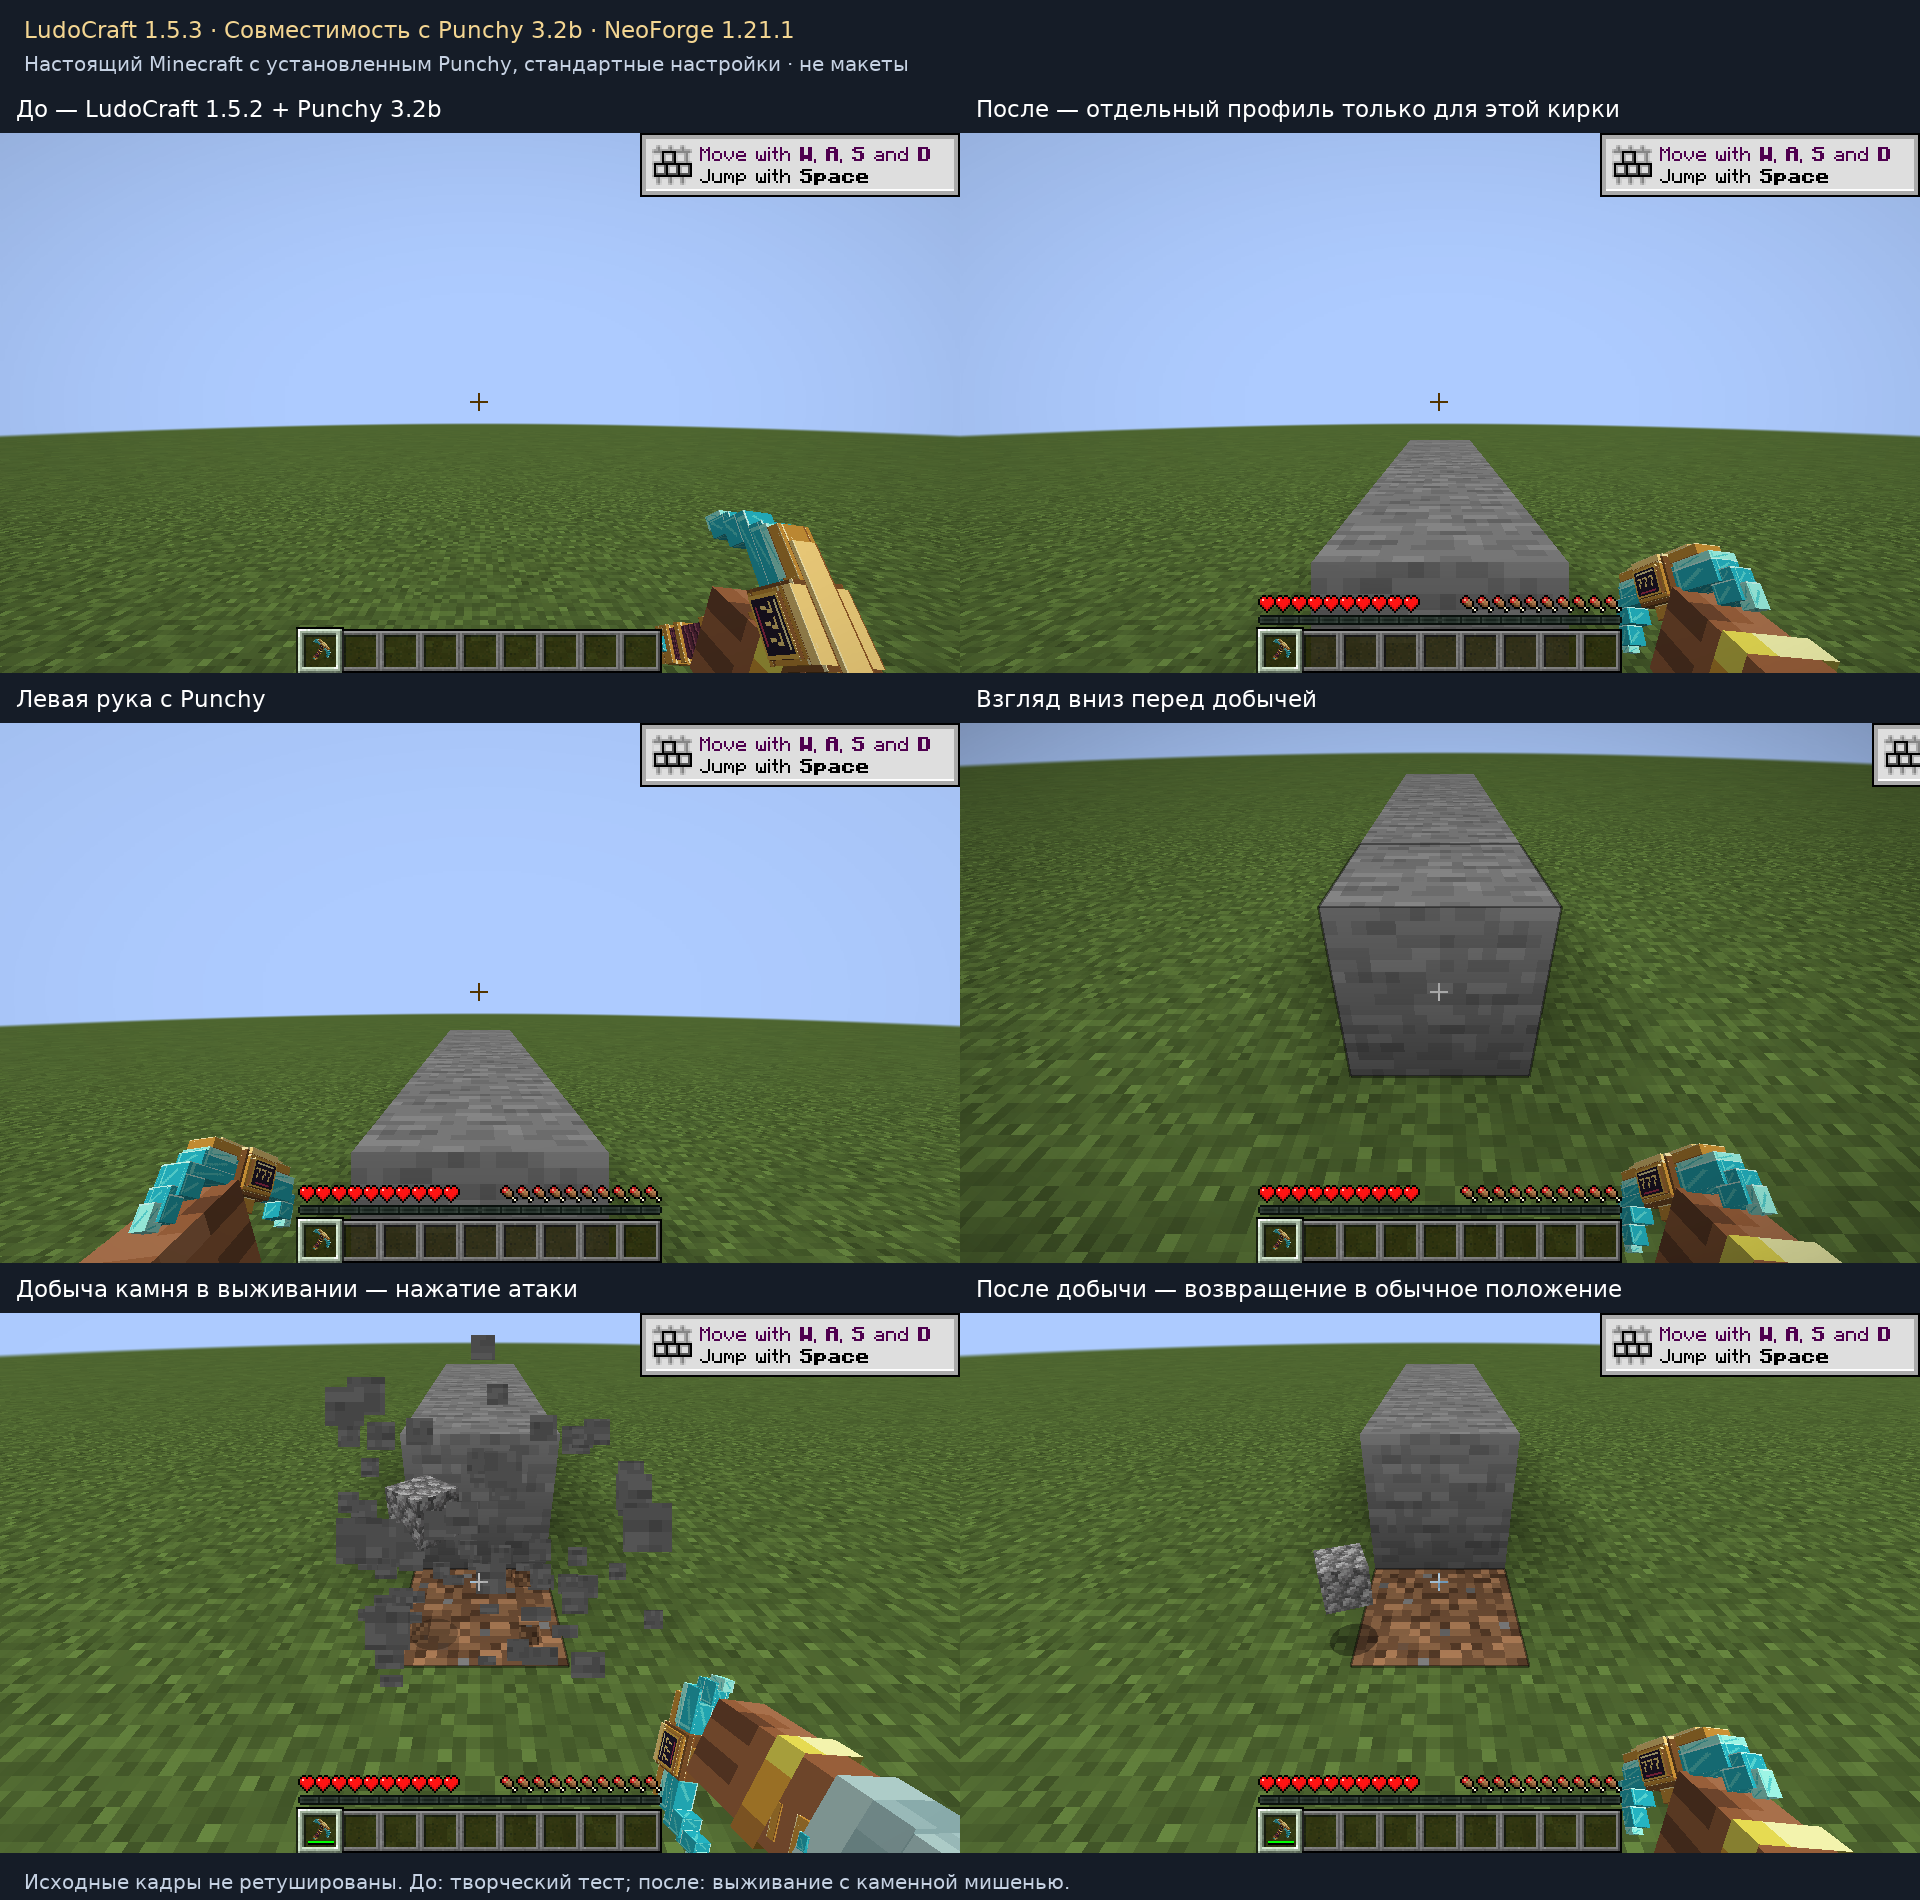 LudoCraft 1.5.3 · Совместимость с Punchy 3.2b · NeoForge 1.21.1
Настоящий Minecraft с установленным Punchy, стандартные настройки · не макеты
До — LudoCraft 1.5.2 + Punchy 3.2b
После — отдельный профиль только для этой кирки
Move with W, A, S and D
Jump with Space
Move with W, A, S and D
Jump with Space
Левая рука с Punchy
Взгляд вниз перед добычей
Move with W, A, S and D
Jump with Space
Добыча камня в выживании — нажатие атаки
После добычи — возвращение в обычное положение
Move with W, A, S and D
Jump with Space
Move with W, A, S and D
Jump with Space
Исходные кадры не ретушированы. До: творческий тест; после: выживание с каменной мишенью.